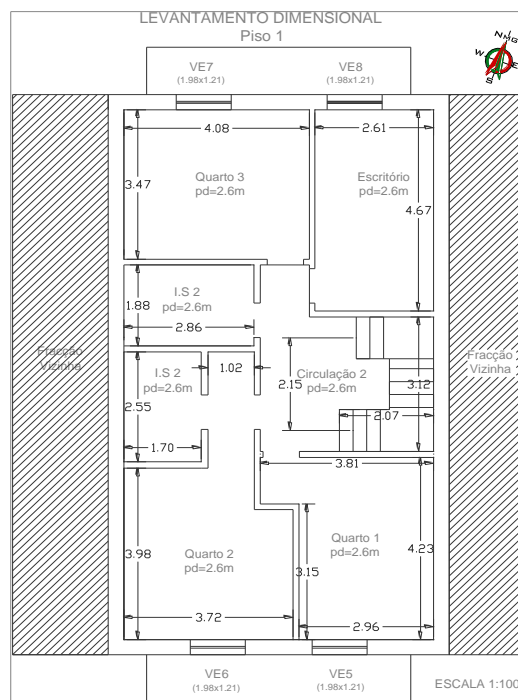 LEVANTAMENTO DIMENSIONAL
Piso 1
N
NMG
W
E
S
VE7
(1.98x1.21)
VE8
(1.98x1.21)
4.08
2.61
3.47
Quarto 3
pd=2.6m
Escritório
pd=2.6m
4.67
I.S 2
pd=2.6m
1.88
2.86
Fracção
Vizinha
I.S 2
pd=2.6m
1.02
2.15
Circulação 2
pd=2.6m
3.12
Fracção
Vizinha
2.55
2.07
1.70
3.81
3.98
Quarto 2
pd=2.6m
Quarto 1
pd=2.6m
4.23
3.15
3.72
2.96
VE6
(1.98x1.21)
VE5
(1.98x1.21)
ESCALA 1:100